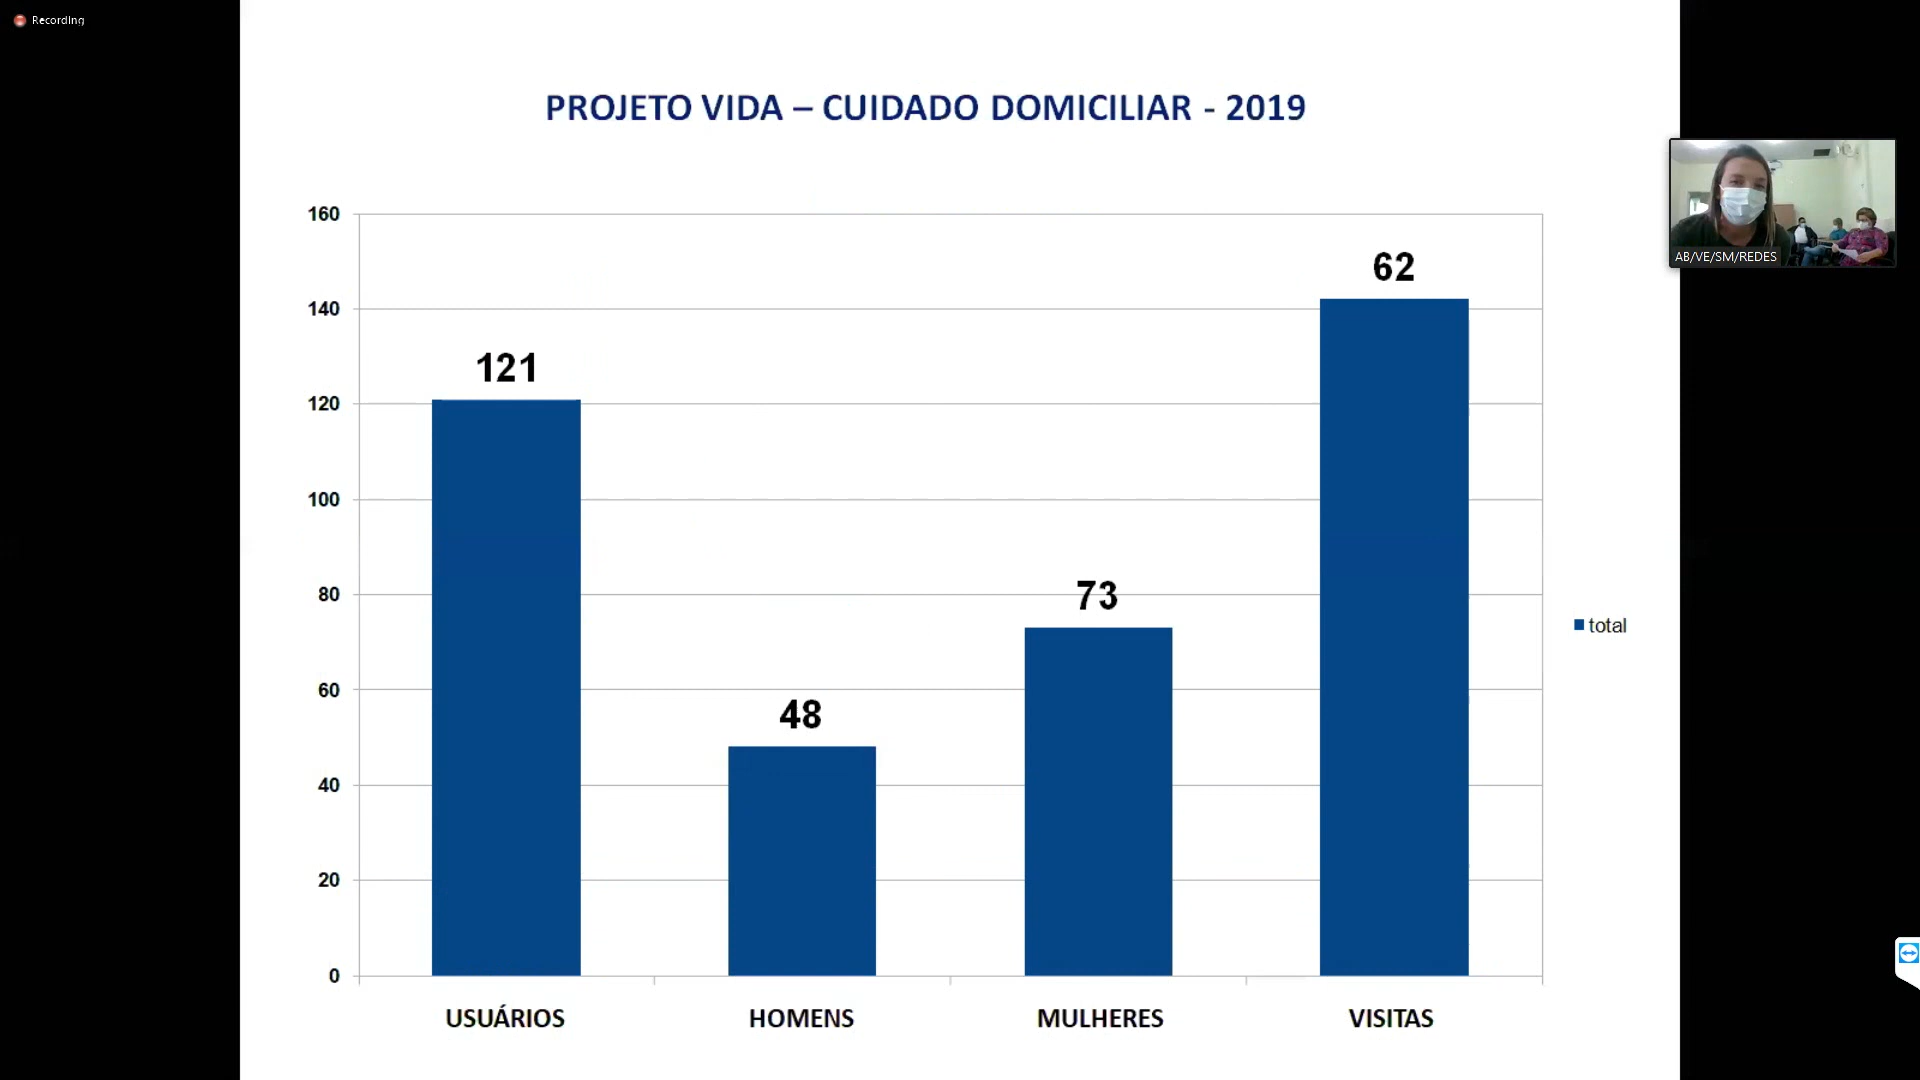 Recording
PROJETO VIDA – CUIDADO DOMICILIAR - 2019
160
140
120
100
80
60
40
20
0
121
48
73
62
USUÁRIOS
HOMENS
MULHERES
VISITAS
total
AB/VE/SM/REDES